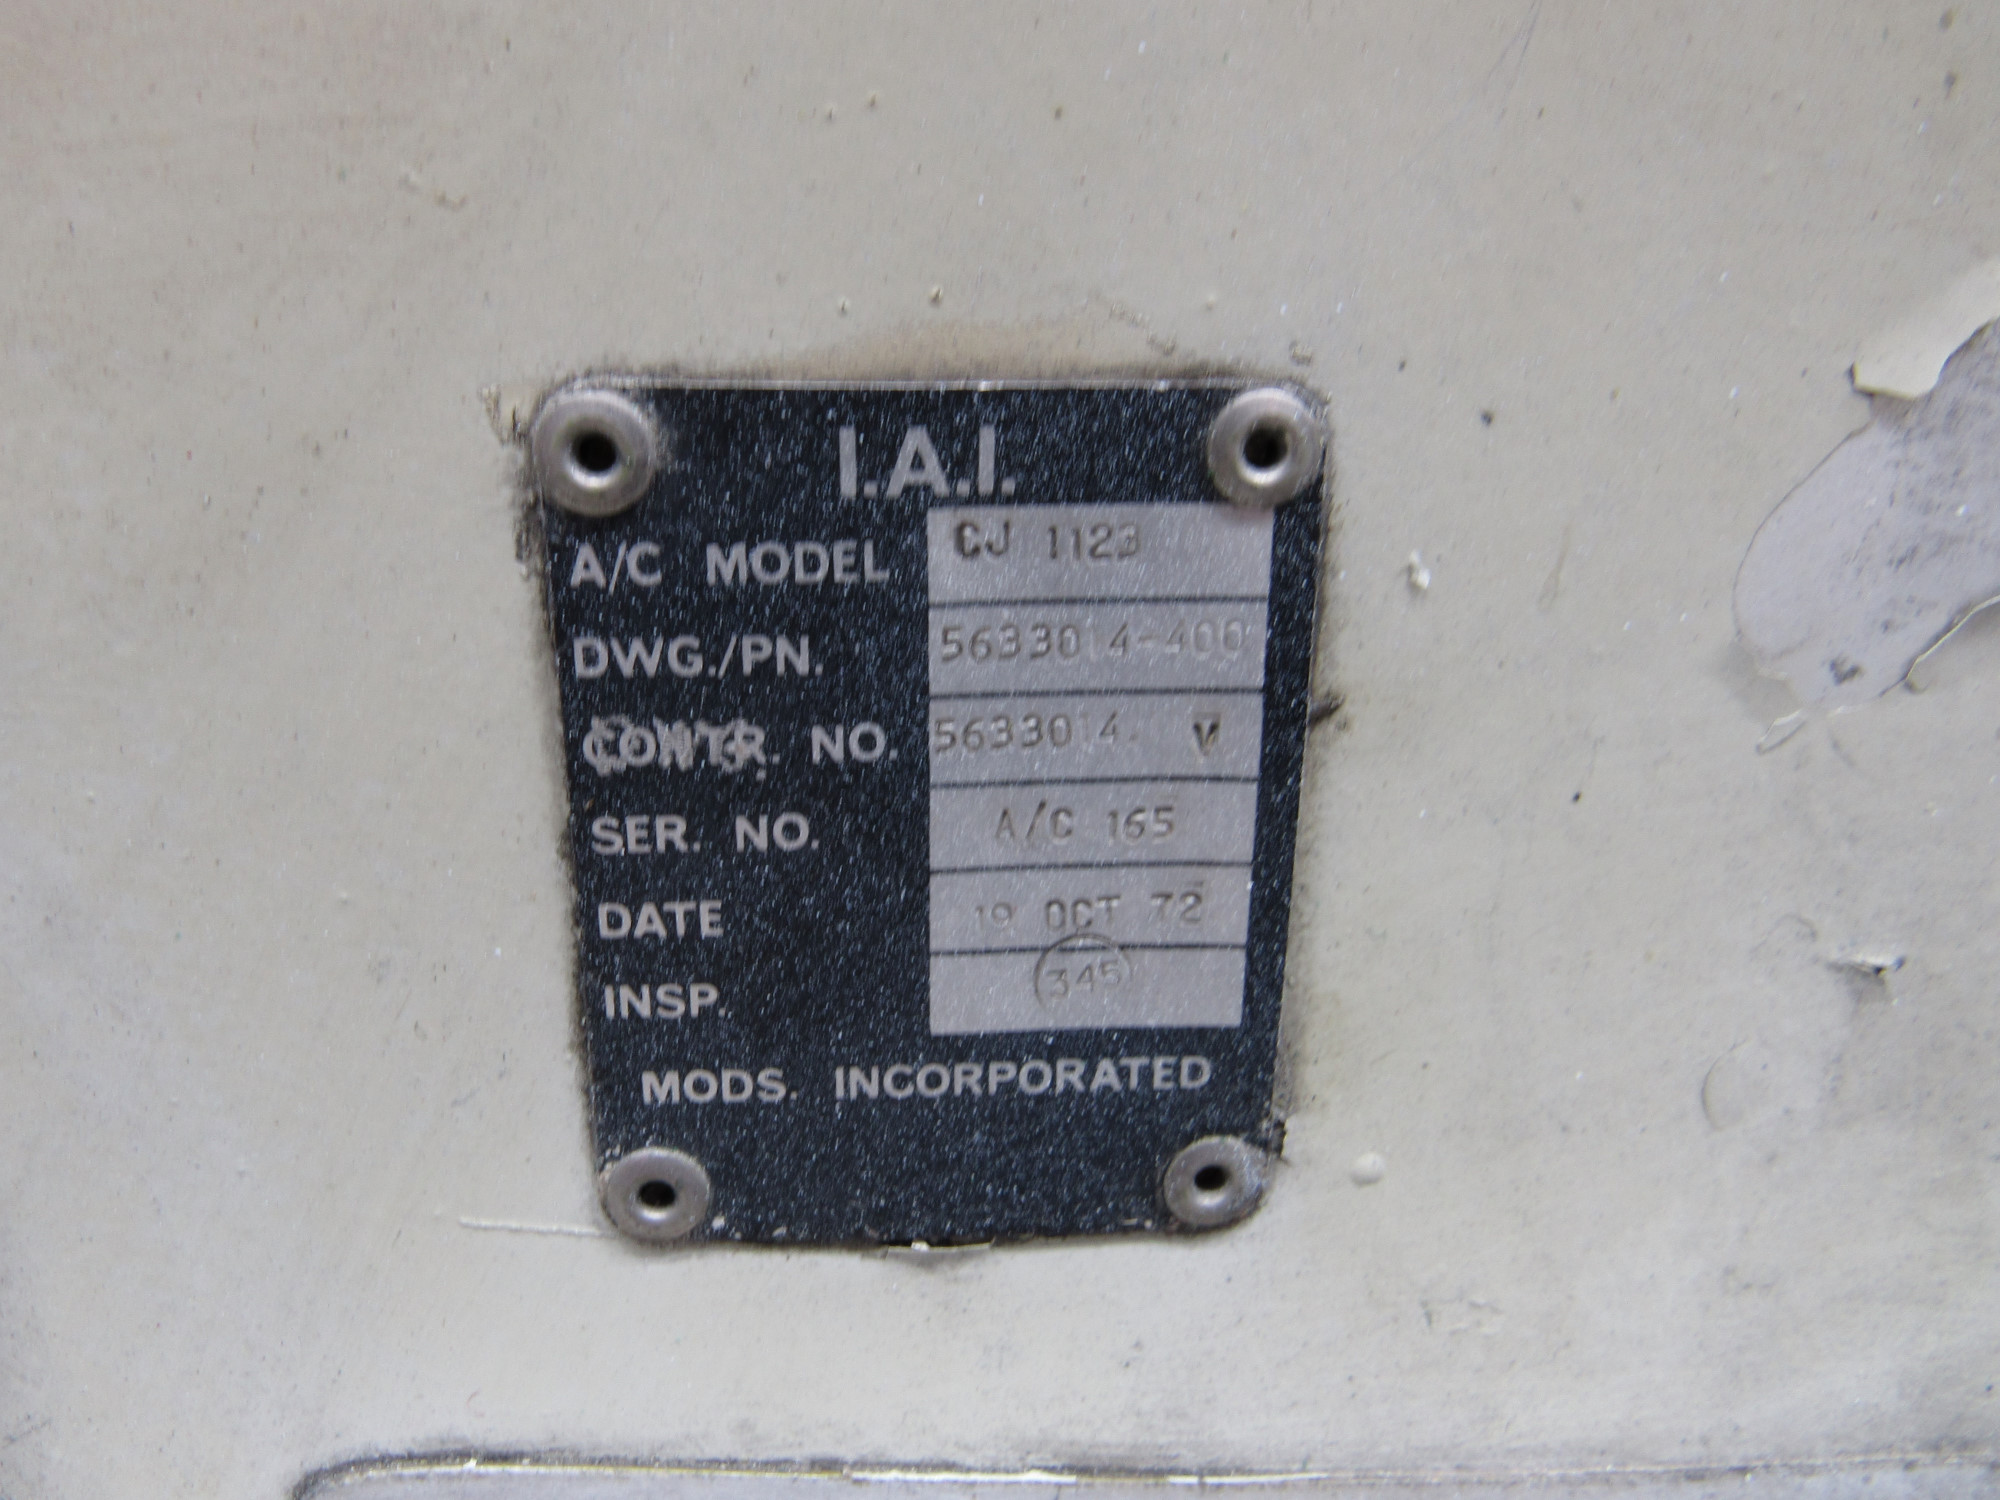 I.A.I.
A/C MODEL CJ 1123
DWG./PN. 5633014-400
CONTR. NO. 5633014. V
SER. NO. A/C 165
DATE 19 OCT 72
INSP. 345
MODS. INCORPORATED